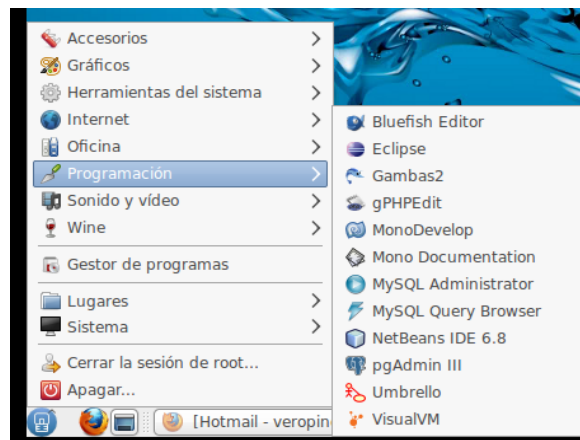 Accesorios
Gráficos
Herramientas del sistema
Internet
Oficina
Programación
Sonido y vídeo
Wine
Gestor de programas
Lugares
Sistema
Cerrar la sesión de root...
Apagar...
Bluefish Editor
Eclipse
Gambas2
gPHPEdit
MonoDevelop
Mono Documentation
MySQL Administrator
MySQL Query Browser
NetBeans IDE 6.8
pgAdmin III
Umbrello
VisualVM
[Hotmail - veropin